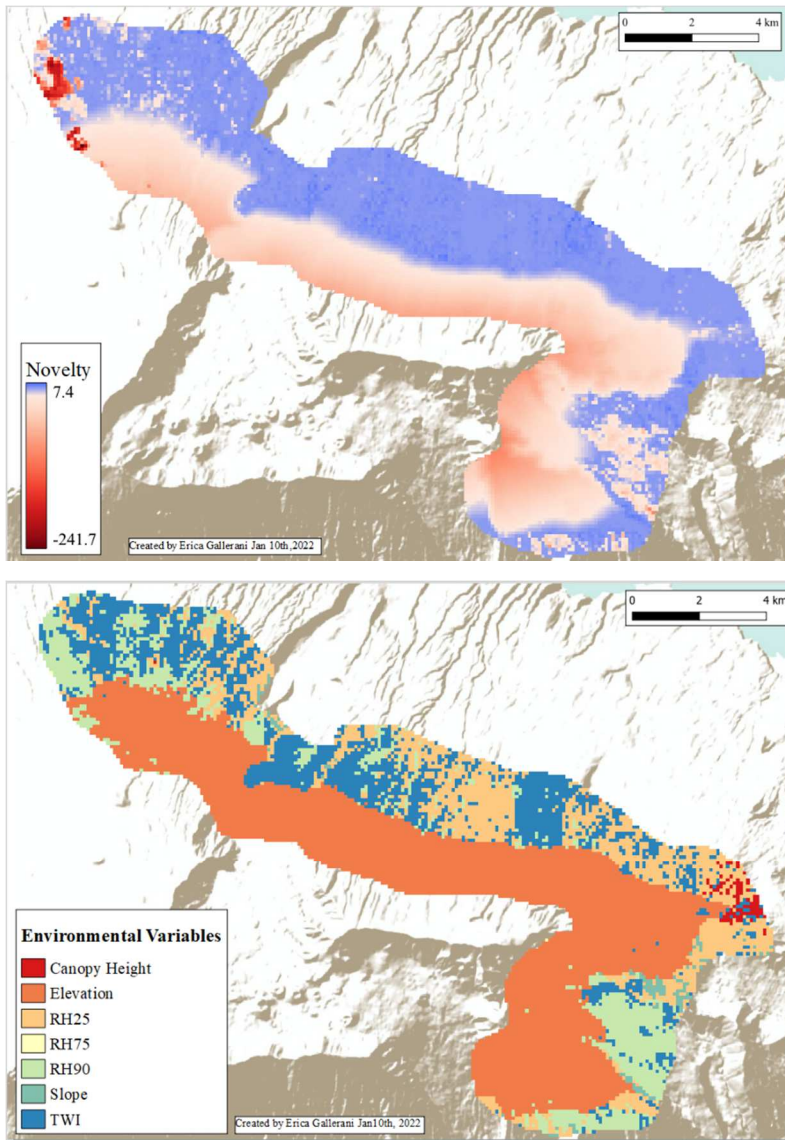 0 2 4 km
Novelty
7.4
-241.7
Created by Erica Gallerani Jan 10th,2022
0 2 4 km
Environmental Variables
Canopy Height
Elevation
RH25
RH75
RH90
Slope
TWI
Created by Erica Gallerani Jan10th, 2022